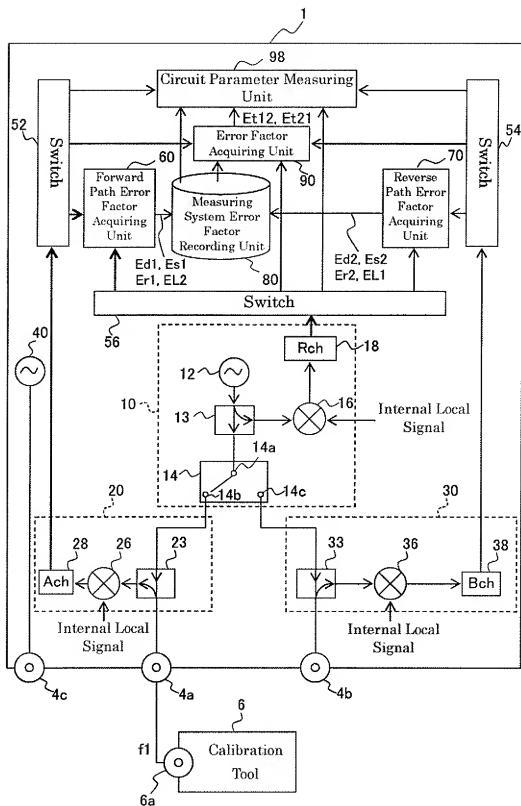 1
98
Circuit Parameter Measuring
Unit
52
Switch
54
Switch
Et12, Et21
60
Error Factor
Acquiring Unit
90
70
Forward
Path Error
Factor
Acquiring
Unit
Measuring
System Error
Factor
Recording Unit
80
Reverse
Path Error
Factor
Acquiring
Unit
Ed1, Es1
Er1, EL2
Ed2, Es2
Er2, EL1
Switch
56
40
Rch
18
12
10
13
16
Internal Local
Signal
14a
14
14b
14c
20
30
28
26
23
33
36
38
Ach
Bch
Internal Local
Signal
Internal Local
Signal
4c
4a
4b
6
f1
Calibration
Tool
6a